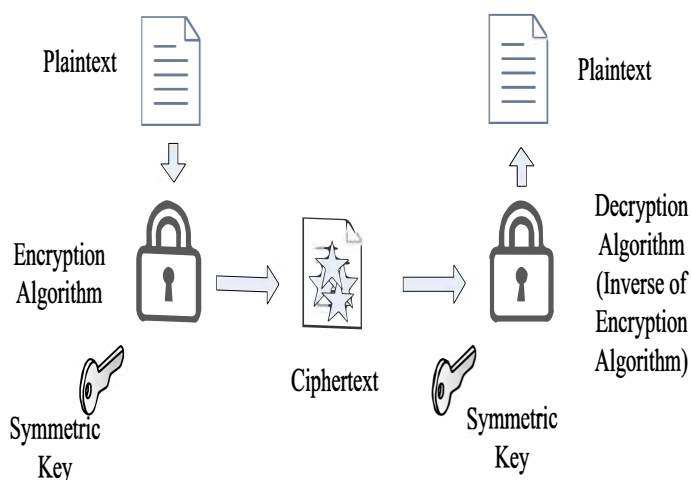 Plaintext
Plaintext
Encryption
Algorithm
Ciphertext
Decryption
Algorithm
(Inverse of
Encryption
Algorithm)
Symmetric
Key
Symmetric
Key